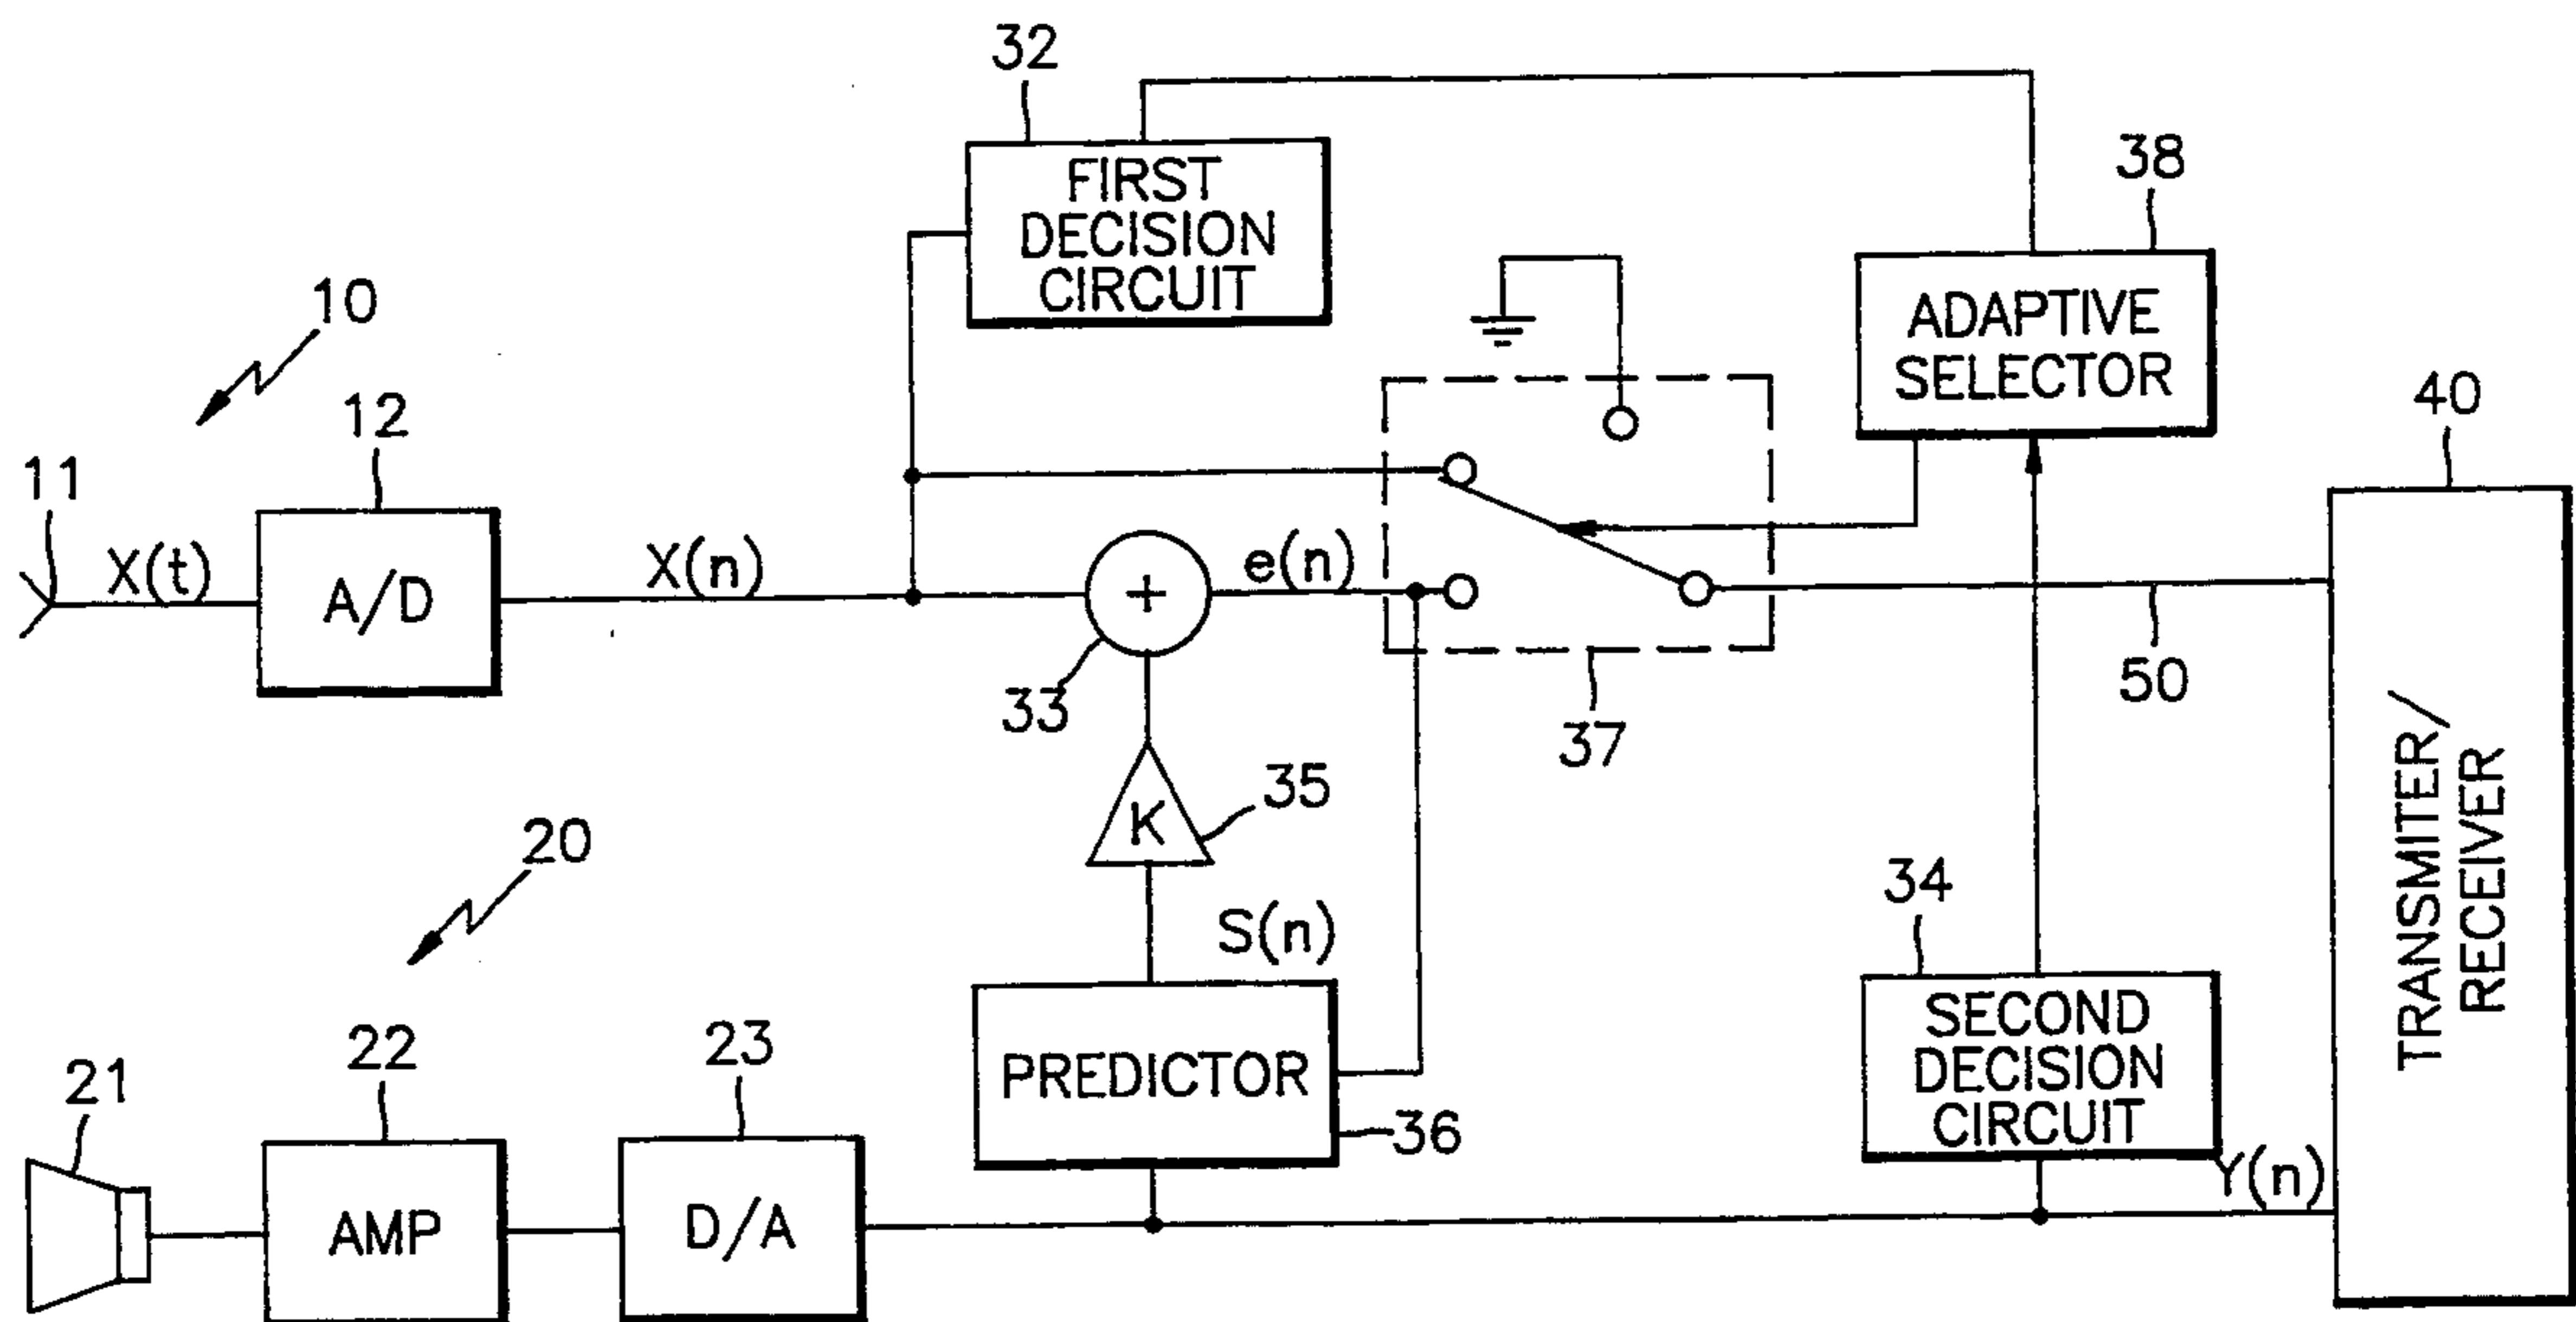 32
FIRST
DECISION
CIRCUIT
38
ADAPTIVE
SELECTOR
10
12
40
11
X(t)
A/D
X(n)
+
e(n)
33
37
50
K
35
TRANSMITER/
RECEIVER
20
S(n)
34
SECOND
DECISION
CIRCUIT
21
22
23
PREDICTOR
36
Y(n)
AMP
D/A